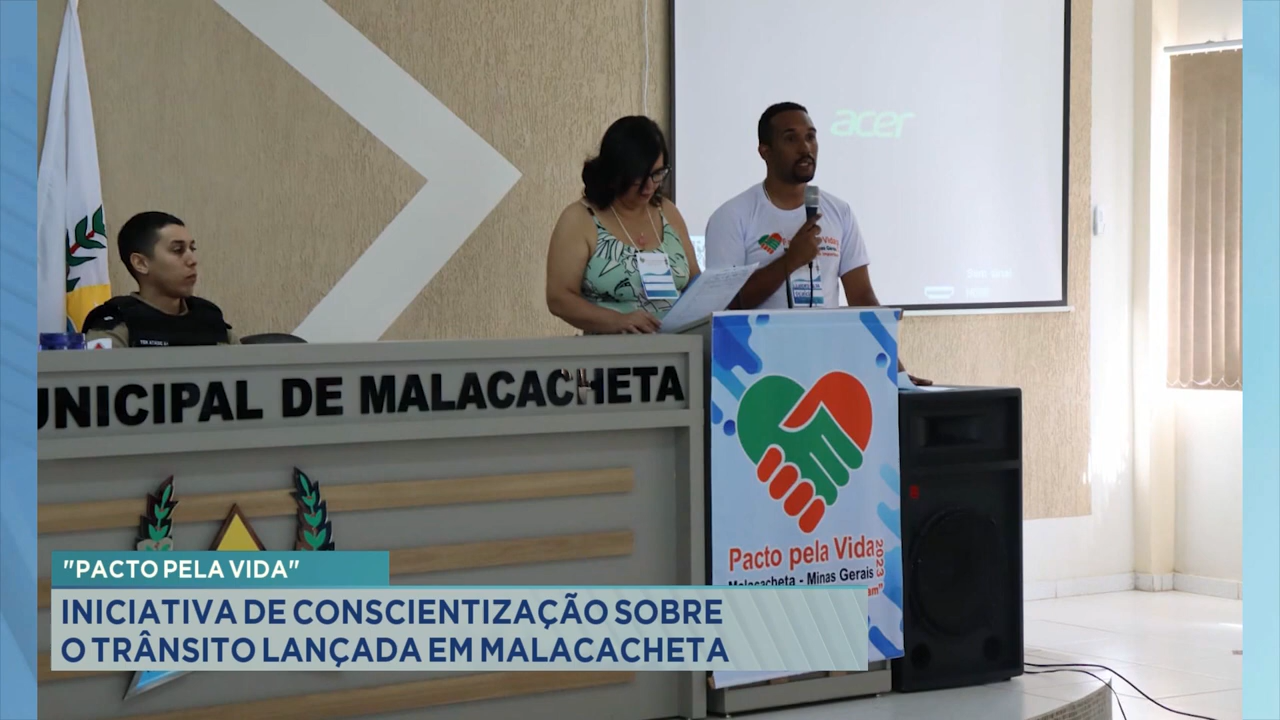 acer
UNICIPAL DE MALACACHETA
Pacto pela Vida
2023
Malacacheta - Minas Gerais
am"
"PACTO PELA VIDA"
INICIATIVA DE CONSCIENTIZAÇÃO SOBRE
O TRÂNSITO LANÇADA EM MALACACHETA